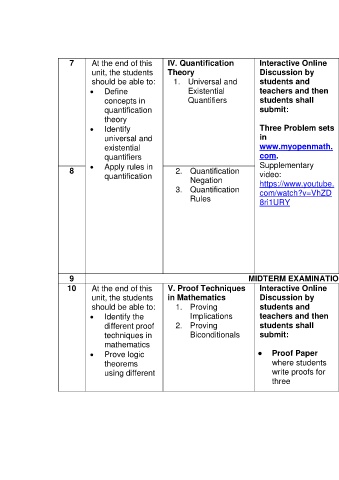 7
At the end of this
unit, the students
should be able to:
• Define
concepts in
quantification
theory
• Identify
universal and
existential
quantifiers
• Apply rules in
quantification
IV. Quantification
Theory
1. Universal and
Existential
Quantifiers
Interactive Online
Discussion by
students and
teachers and then
students shall
submit:
Three Problem sets
in
www.myopenmath.
com.
Supplementary
video:
https://www.youtube.
com/watch?v=VhZD
8ri1URY
8
2. Quantification
Negation
3. Quantification
Rules
9
MIDTERM EXAMINATIO
10
At the end of this
unit, the students
should be able to:
• Identify the
different proof
techniques in
mathematics
• Prove logic
theorems
using different
V. Proof Techniques
in Mathematics
1. Proving
Implications
2. Proving
Biconditionals
Interactive Online
Discussion by
students and
teachers and then
students shall
submit:
• Proof Paper
where students
write proofs for
three